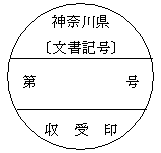 神奈川県
〔文書記号〕
第　　　　　　号
収　受　印